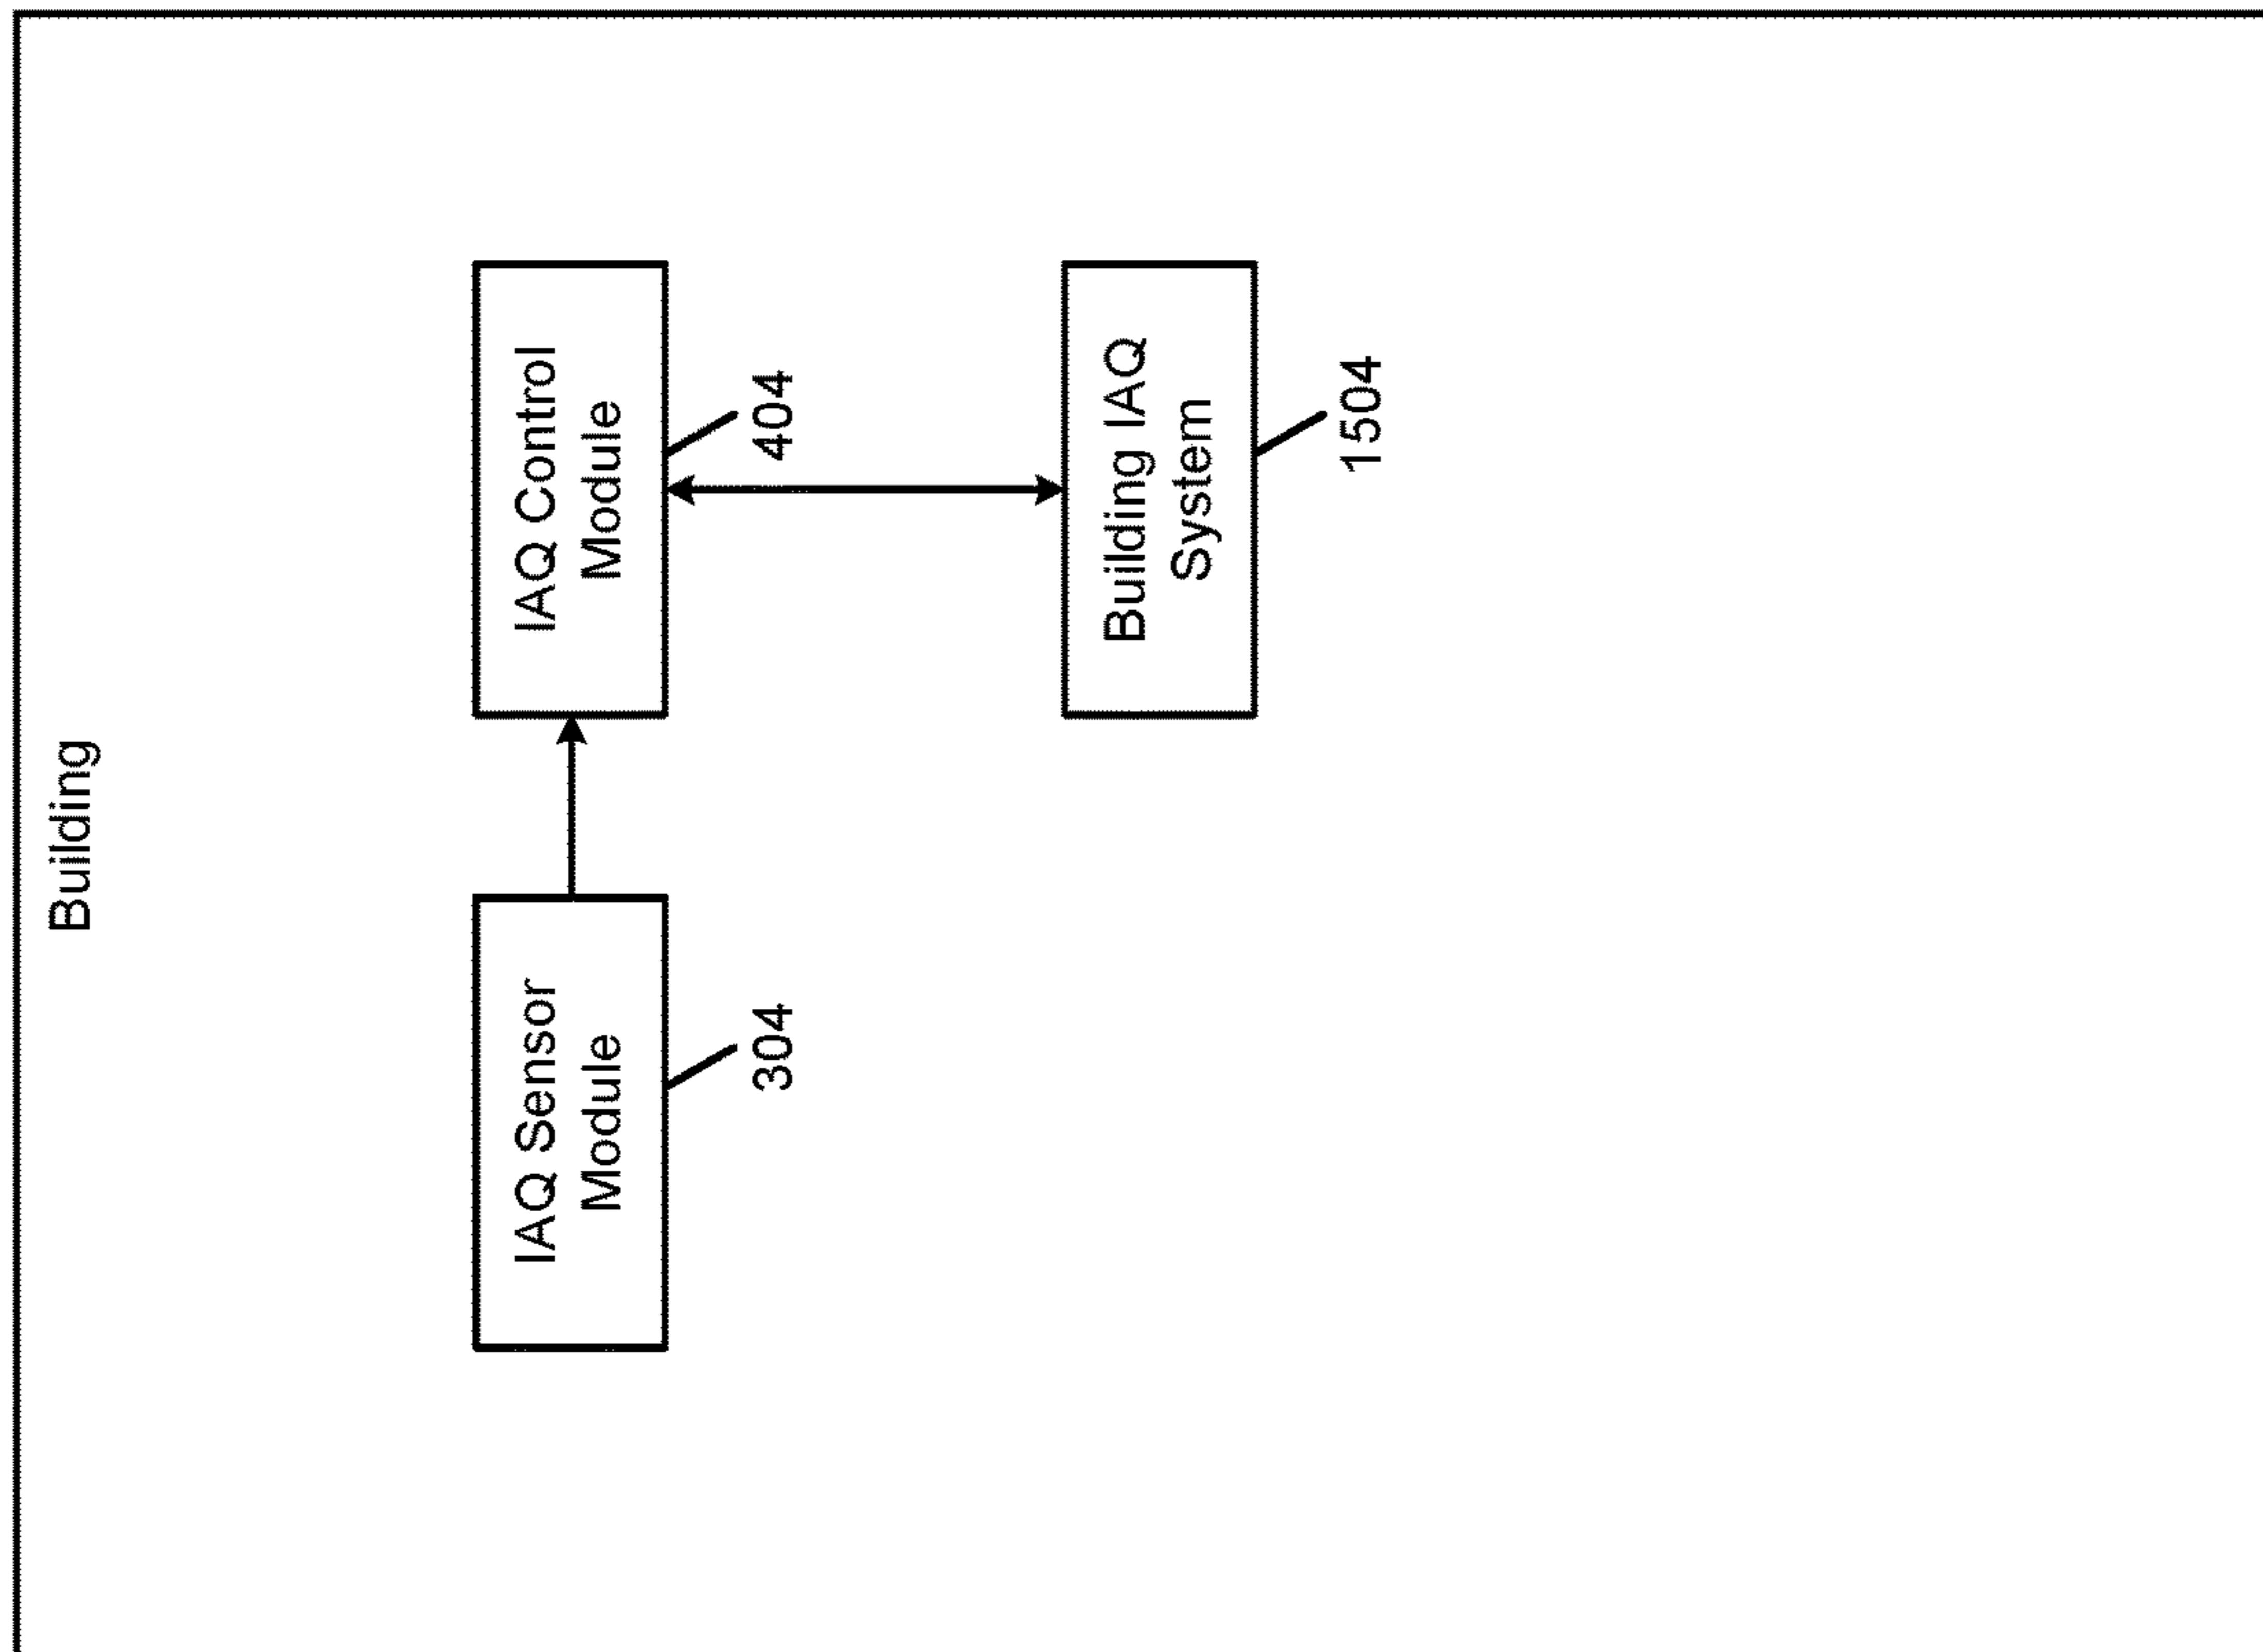 Building
IAQ Sensor
Module
304
IAQ Control
Module
404
Building IAQ
System
1504